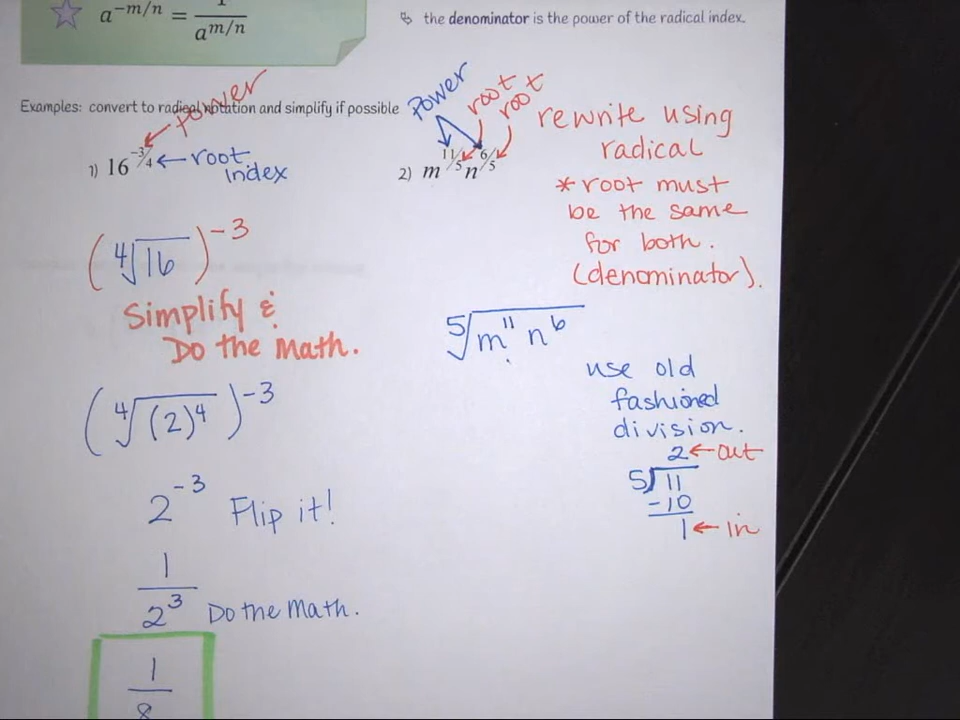 a^{-m/n} = 1/a^{m/n}
the denominator is the power of the radical index.
Examples: convert to radical notation and simplify if possible
power
1) 16^{-3/4} ← root
index
(∜16)^{-3}
Simplify &
Do the Math.
(∜(2)^4)^{-3}
2^{-3} Flip it!
1/2^3 Do the Math.
1/8
Power root root
2) m^{11/5} n^{6/5}
rewrite using
radical
* root must
be the same
for both.
(denominator).
⁵√m^{11} n^6
use old
fashioned
division.
2 ← out
5 11
-10
1 ← in